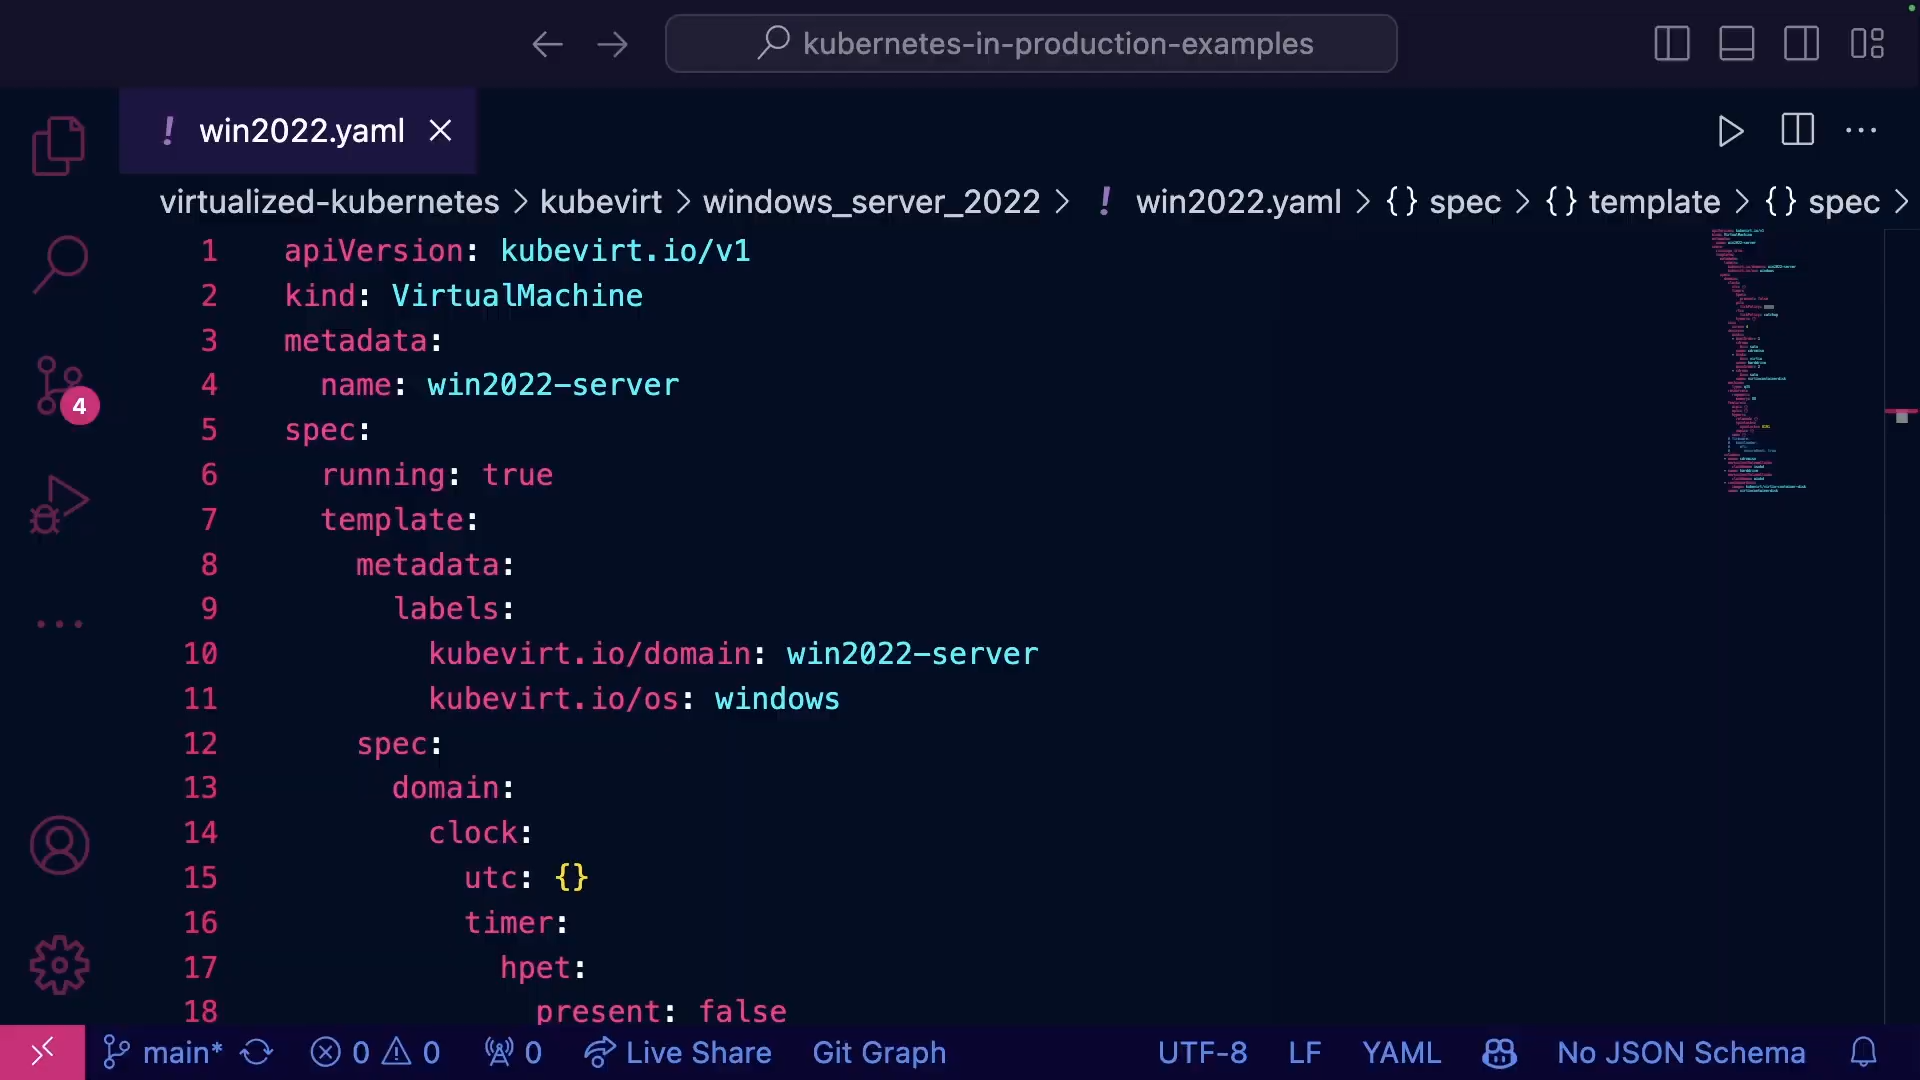 kubernetes-in-production-examples
! win2022.yaml
virtualized-kubernetes > kubevirt > windows_server_2022 > ! win2022.yaml > {} spec > {} template > {} spec >
1 apiVersion: kubevirt.io/v1
2 kind: VirtualMachine
3 metadata:
4   name: win2022-server
5 spec:
6   running: true
7   template:
8     metadata:
9       labels:
10         kubevirt.io/domain: win2022-server
11         kubevirt.io/os: windows
12     spec:
13       domain:
14         clock:
15           utc: {}
16           timer:
17             hpet:
18               present: false
4
main* 0 0 0 Live Share Git Graph UTF-8 LF YAML No JSON Schema